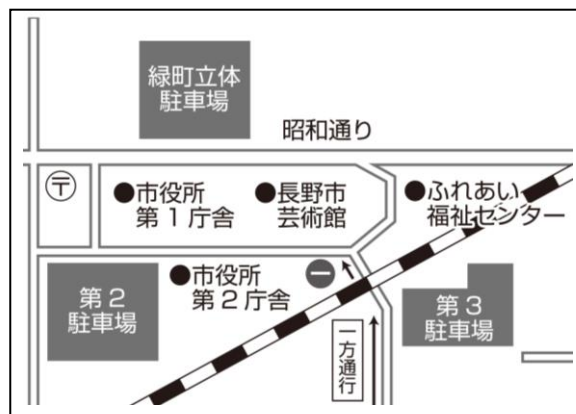 緑町立体
駐車場
昭和通り
〒
●市役所
第1庁舎
●長野市
芸術館
●ふれあい
福祉センター
●市役所
第2庁舎
第2
駐車場
第3
駐車場
一方通行